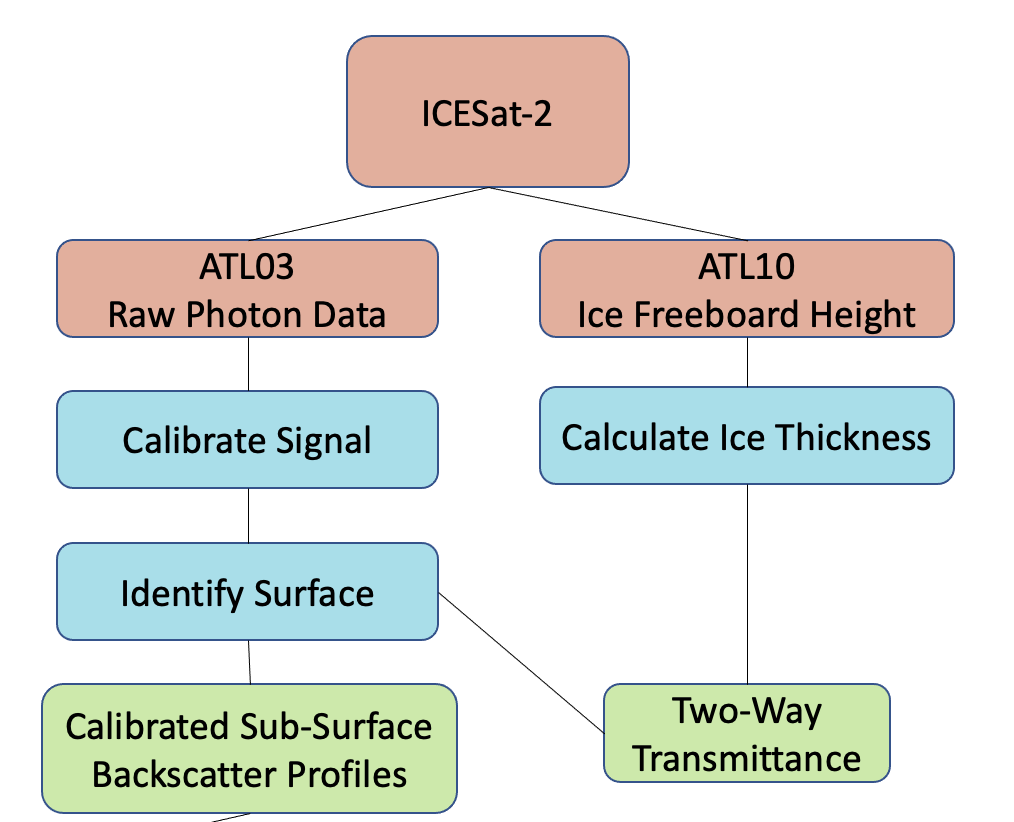 ICESat-2
ATL03
Raw Photon Data
ATL10
Ice Freeboard Height
Calibrate Signal
Calculate Ice Thickness
Identify Surface
Calibrated Sub-Surface
Backscatter Profiles
Two-Way
Transmittance